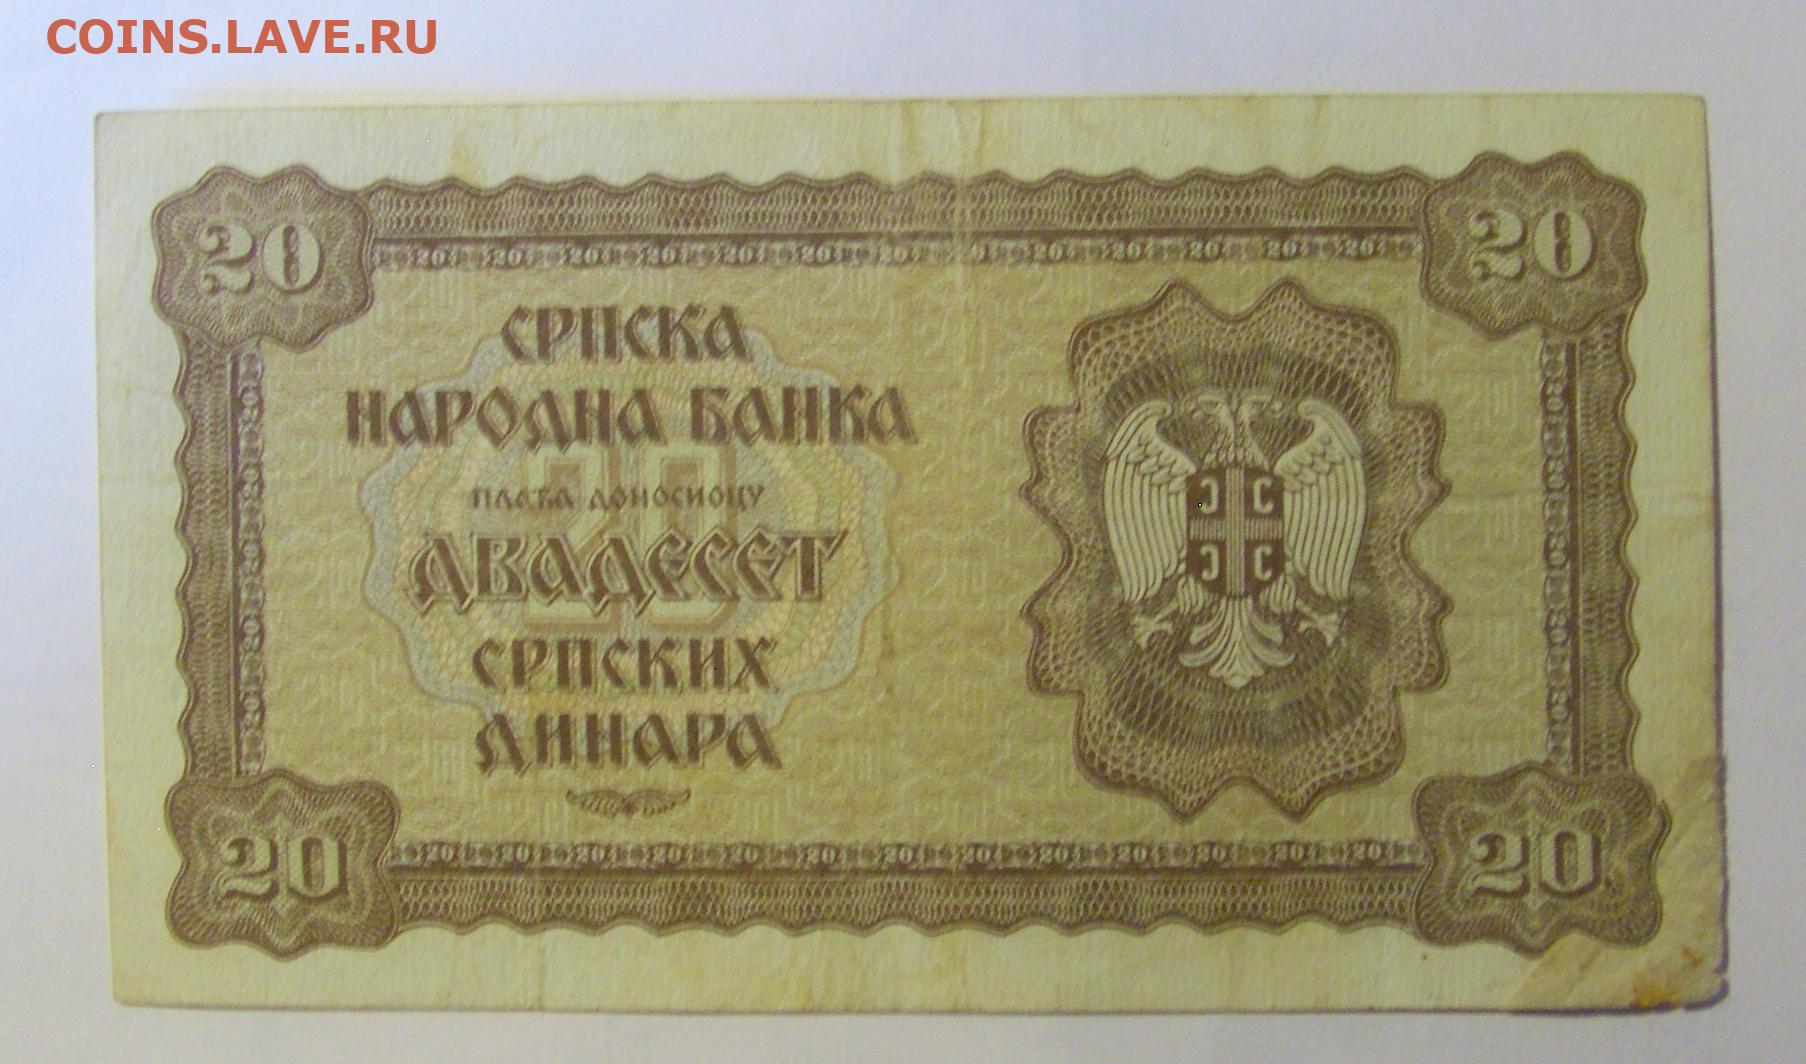 COINS.LAVE.RU
20 20
СРПСКА
НАРОДНА БАНКА
ПЛАЋА ДОНОСИОЦУ
ДВАДЕСЕТ
СРПСКИХ
ДИНАРА
20 20